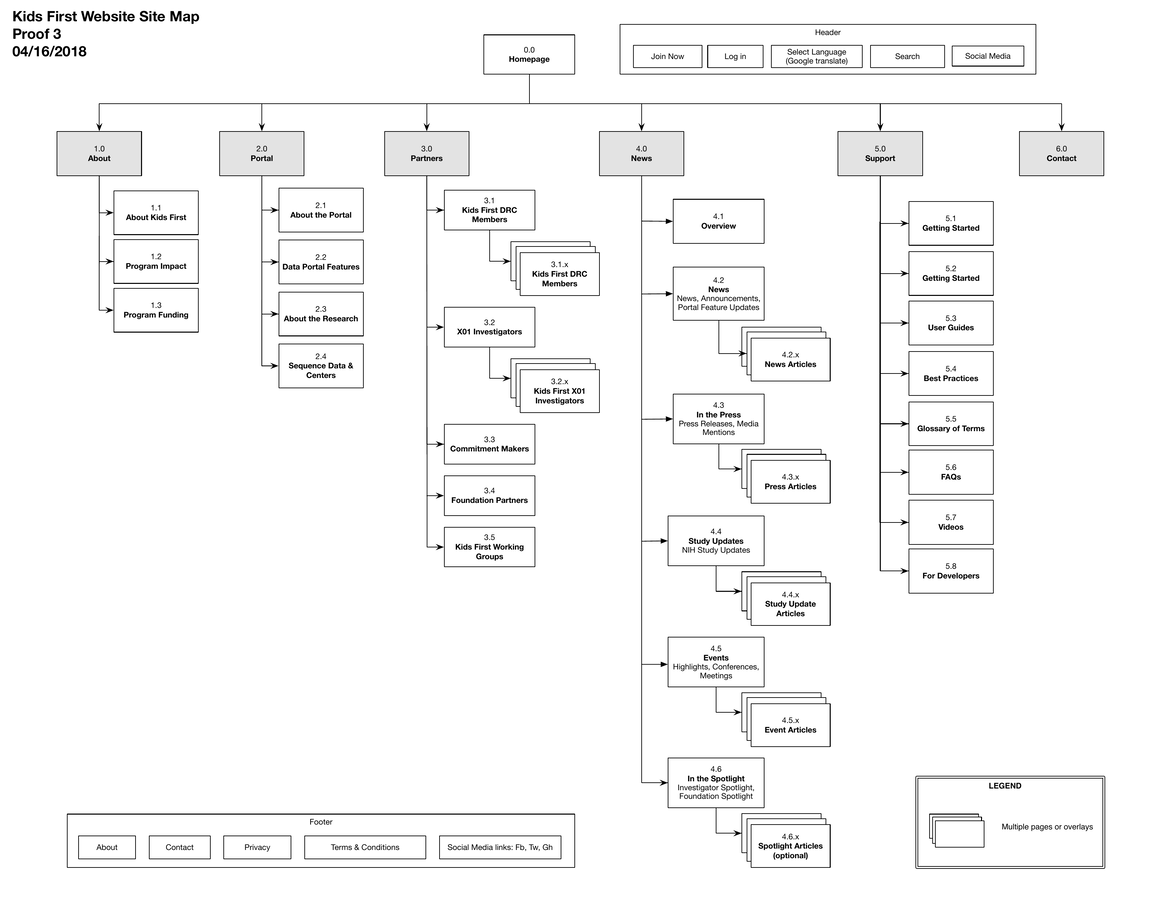 Kids First Website Site Map
Proof 3
04/16/2018
0.0
Homepage
Header
Join Now
Log in
Select Language
(Google translate)
Search
Social Media
1.0
About
2.0
Portal
3.0
Partners
4.0
News
5.0
Support
6.0
Contact
1.1
About Kids First
1.2
Program Impact
1.3
Program Funding
2.1
About the Portal
2.2
Data Portal Features
2.3
About the Research
2.4
Sequence Data &
Centers
3.1
Kids First DRC
Members
3.1.x
Kids First DRC
Members
3.2
X01 Investigators
3.2.x
Kids First X01
Investigators
3.3
Commitment Makers
3.4
Foundation Partners
3.5
Kids First Working
Groups
4.1
Overview
4.2
News
News, Announcements,
Portal Feature Updates
4.2.x
News Articles
4.3
In the Press
Press Releases, Media
Mentions
4.3.x
Press Articles
4.4
Study Updates
NIH Study Updates
4.4.x
Study Update
Articles
4.5
Events
Highlights, Conferences,
Meetings
4.5.x
Event Articles
4.6
In the Spotlight
Investigator Spotlight,
Foundation Spotlight
4.6.x
Spotlight Articles
(optional)
5.1
Getting Started
5.2
Getting Started
5.3
User Guides
5.4
Best Practices
5.5
Glossary of Terms
5.6
FAQs
5.7
Videos
5.8
For Developers
Footer
About
Contact
Privacy
Terms & Conditions
Social Media links: Fb, Tw, Gh
LEGEND
Multiple pages or overlays